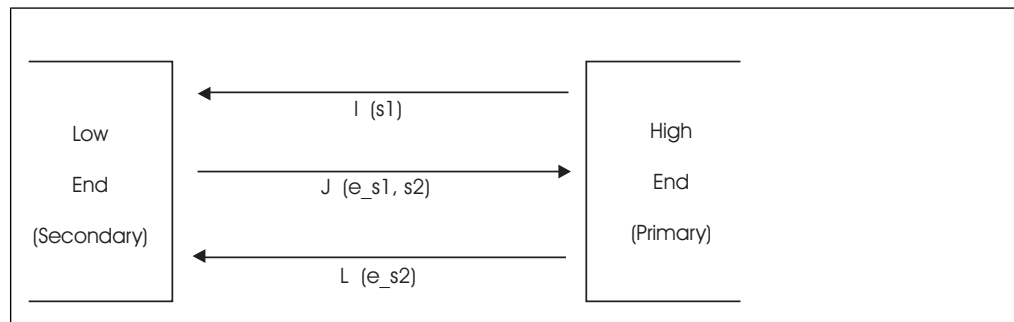 Low
End
(Secondary)
I (s1)
J (e_s1, s2)
L (e_s2)
High
End
(Primary)